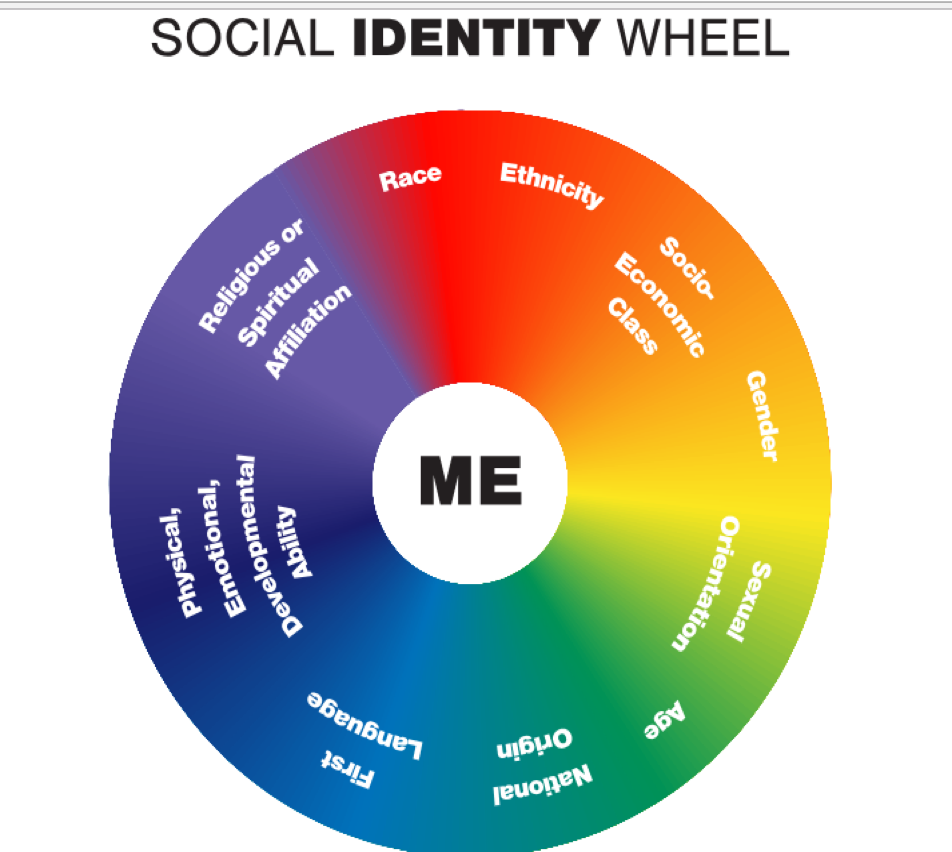 SOCIAL IDENTITY WHEEL
Race
Ethnicity
Socio-
Economic
Class
Gender
Sexual
Orientation
Age
National
Origin
First
Language
Physical,
Emotional,
Developmental
Ability
Religious or
Spiritual
Affiliation
ME